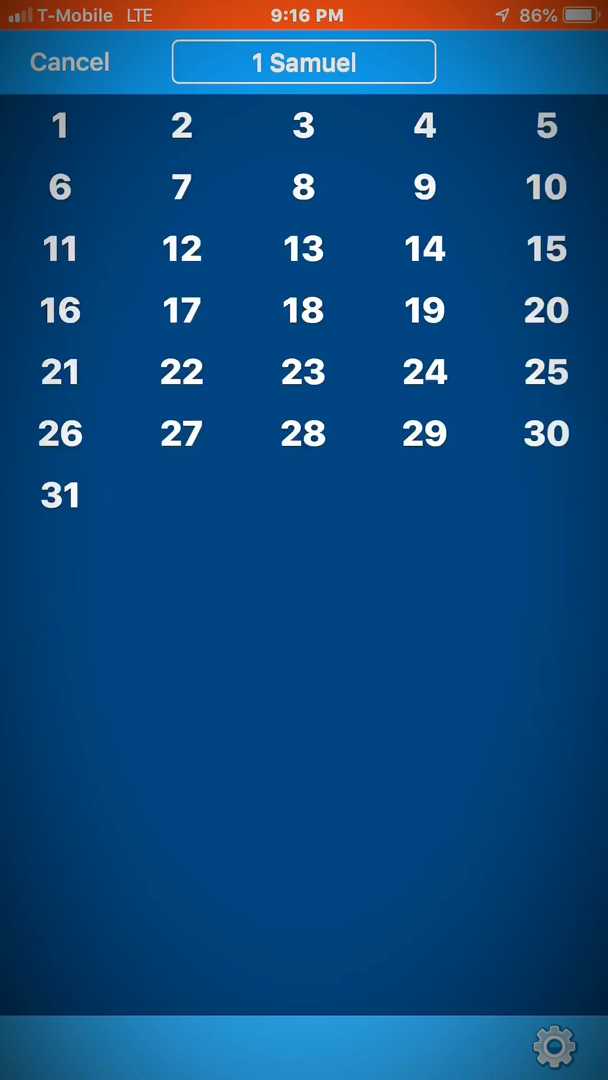 T-Mobile LTE 9:16 PM 86%
Cancel 1 Samuel
1 2 3 4 5
6 7 8 9 10
11 12 13 14 15
16 17 18 19 20
21 22 23 24 25
26 27 28 29 30
31